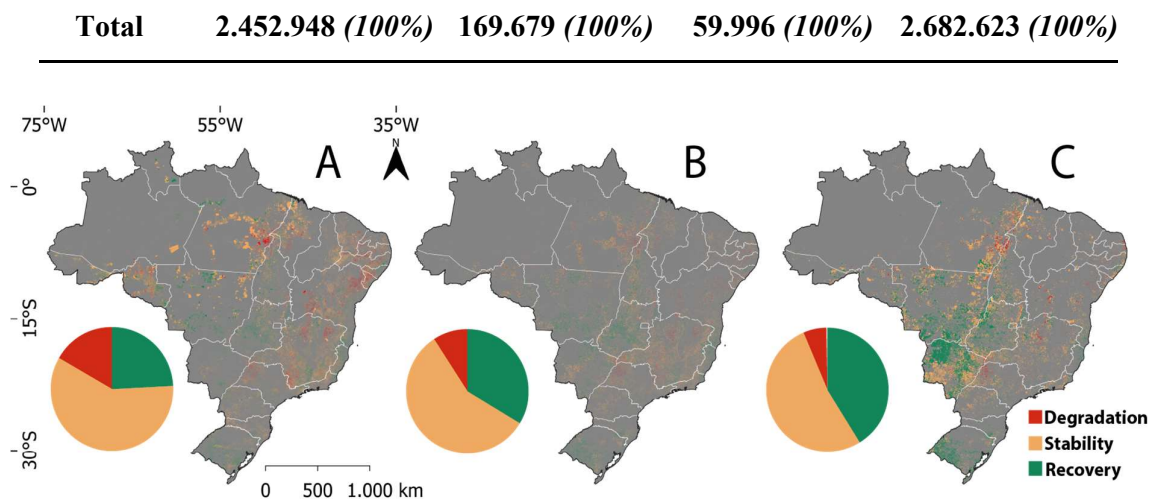 Total 2.452.948 (100%) 169.679 (100%) 59.996 (100%) 2.682.623 (100%)
75°W 55°W 35°W
N
A B C
0°
15°S
30°S
Degradation
Stability
Recovery
0 500 1.000 km